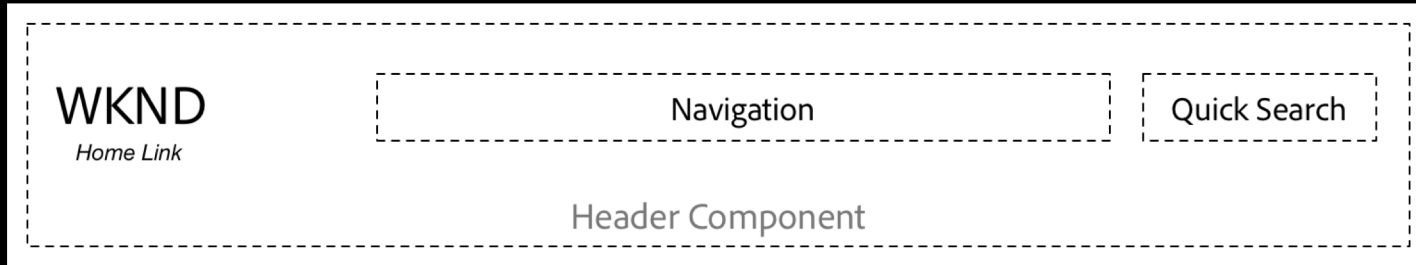 WKND
Home Link
Navigation
Quick Search
Header Component